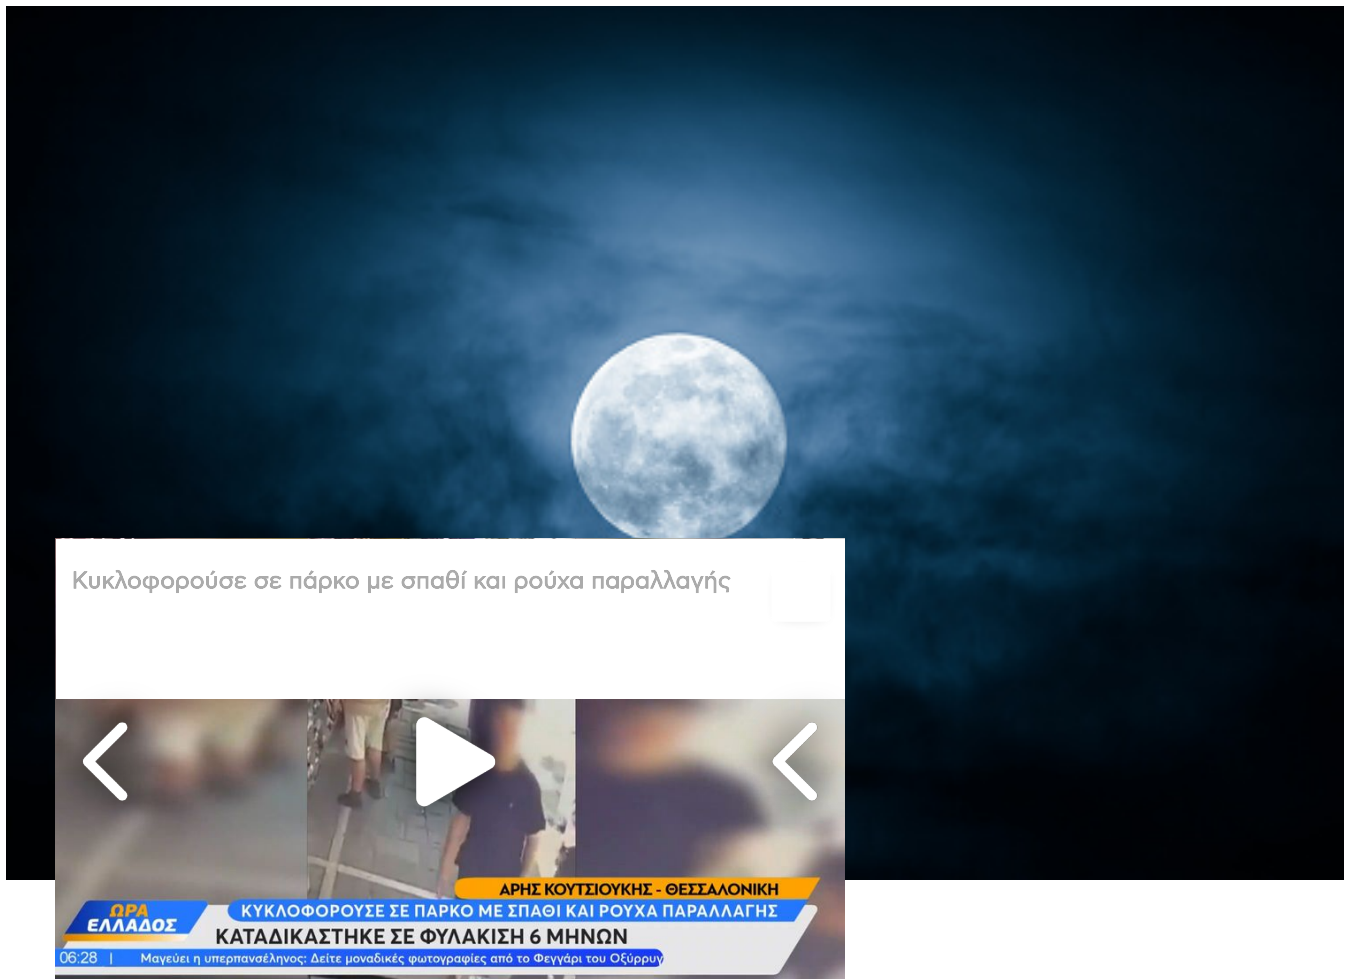 Κυκλοφορούσε σε πάρκο με σπαθί και ρούχα παραλλαγής
ΑΡΗΣ ΚΟΥΤΣΙΟΥΚΗΣ - ΘΕΣΣΑΛΟΝΙΚΗ
ΩΡΑ
ΕΛΛΑΔΟΣ
ΚΥΚΛΟΦΟΡΟΥΣΕ ΣΕ ΠΑΡΚΟ ΜΕ ΣΠΑΘΙ ΚΑΙ ΡΟΥΧΑ ΠΑΡΑΛΛΑΓΗΣ
ΚΑΤΑΔΙΚΑΣΤΗΚΕ ΣΕ ΦΥΛΑΚΙΣΗ 6 ΜΗΝΩΝ
06:28 | Μαγεύει η υπερπανσέληνος: Δείτε μοναδικές φωτογραφίες από το Φεγγάρι του Οξύρρυγ